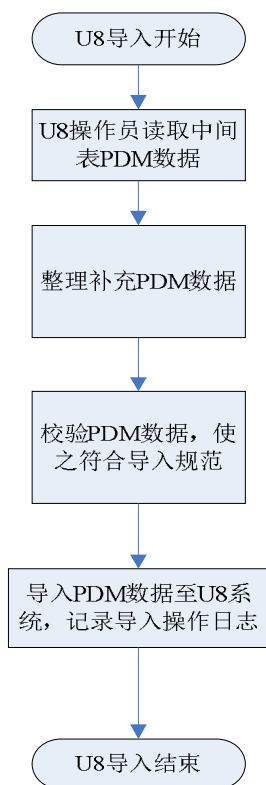 U8导入开始
U8操作员读取中间
表PDM数据
整理补充PDM数据
校验PDM数据，使
之符合导入规范
导入PDM数据至U8系
统，记录导入操作日志
U8导入结束